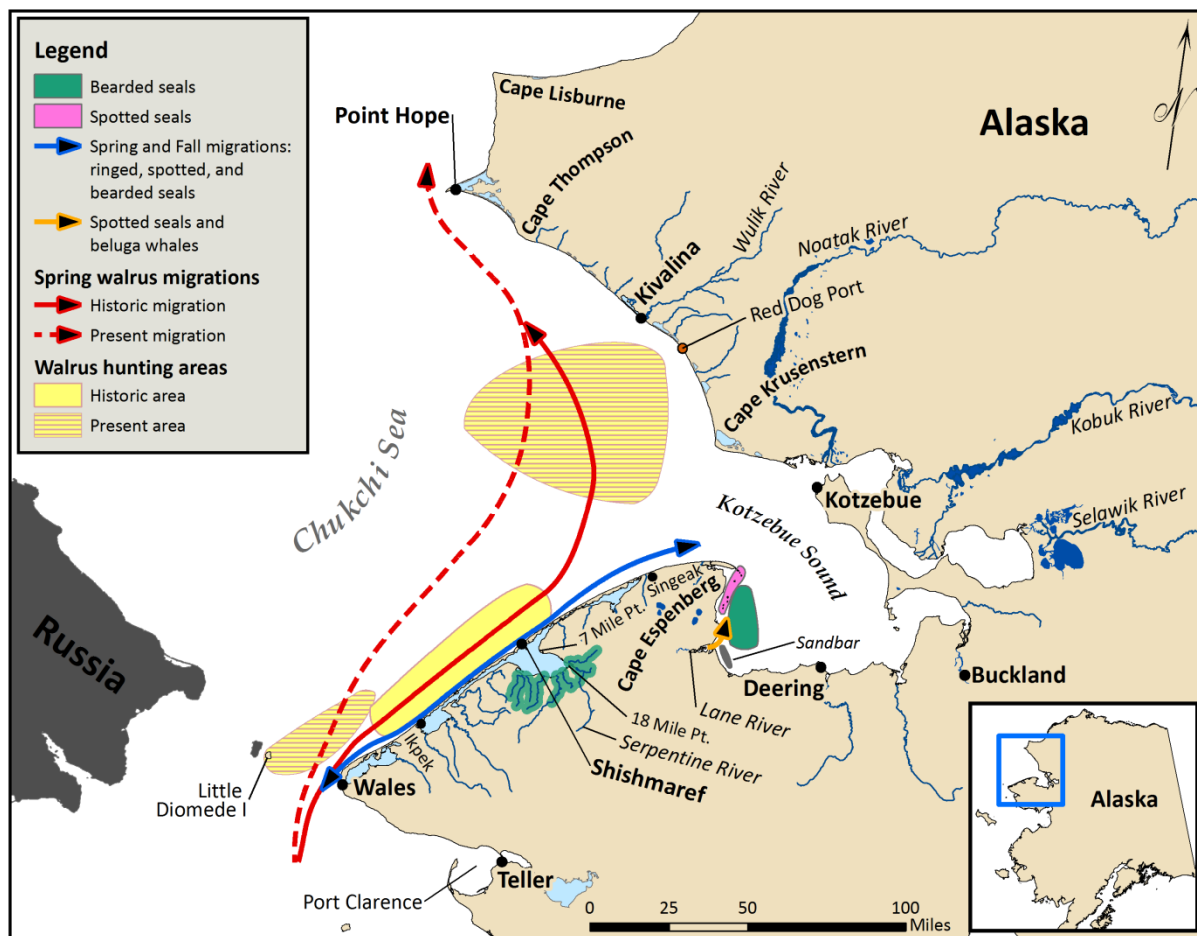 Legend
Bearded seals
Spotted seals
Spring and Fall migrations:
ringed, spotted, and
bearded seals
Spotted seals and
beluga whales
Spring walrus migrations
Historic migration
Present migration
Walrus hunting areas
Historic area
Present area
Cape Lisburne
Point Hope
Alaska
Cape Thompson
Wulik River
Noatak River
Kivalina
Red Dog Port
Cape Krusenstern
Kobuk River
Chukchi Sea
Kotzebue
Selawik River
Kotzebue Sound
Russia
Singeak
7 Mile Pt.
Cape Espenberg
Sandbar
Deering
Buckland
Lane River
18 Mile Pt.
Serpentine River
Shishmaref
Ikpek
Wales
Little
Diomede I
Teller
Port Clarence
0 25 50 100
Miles
Alaska